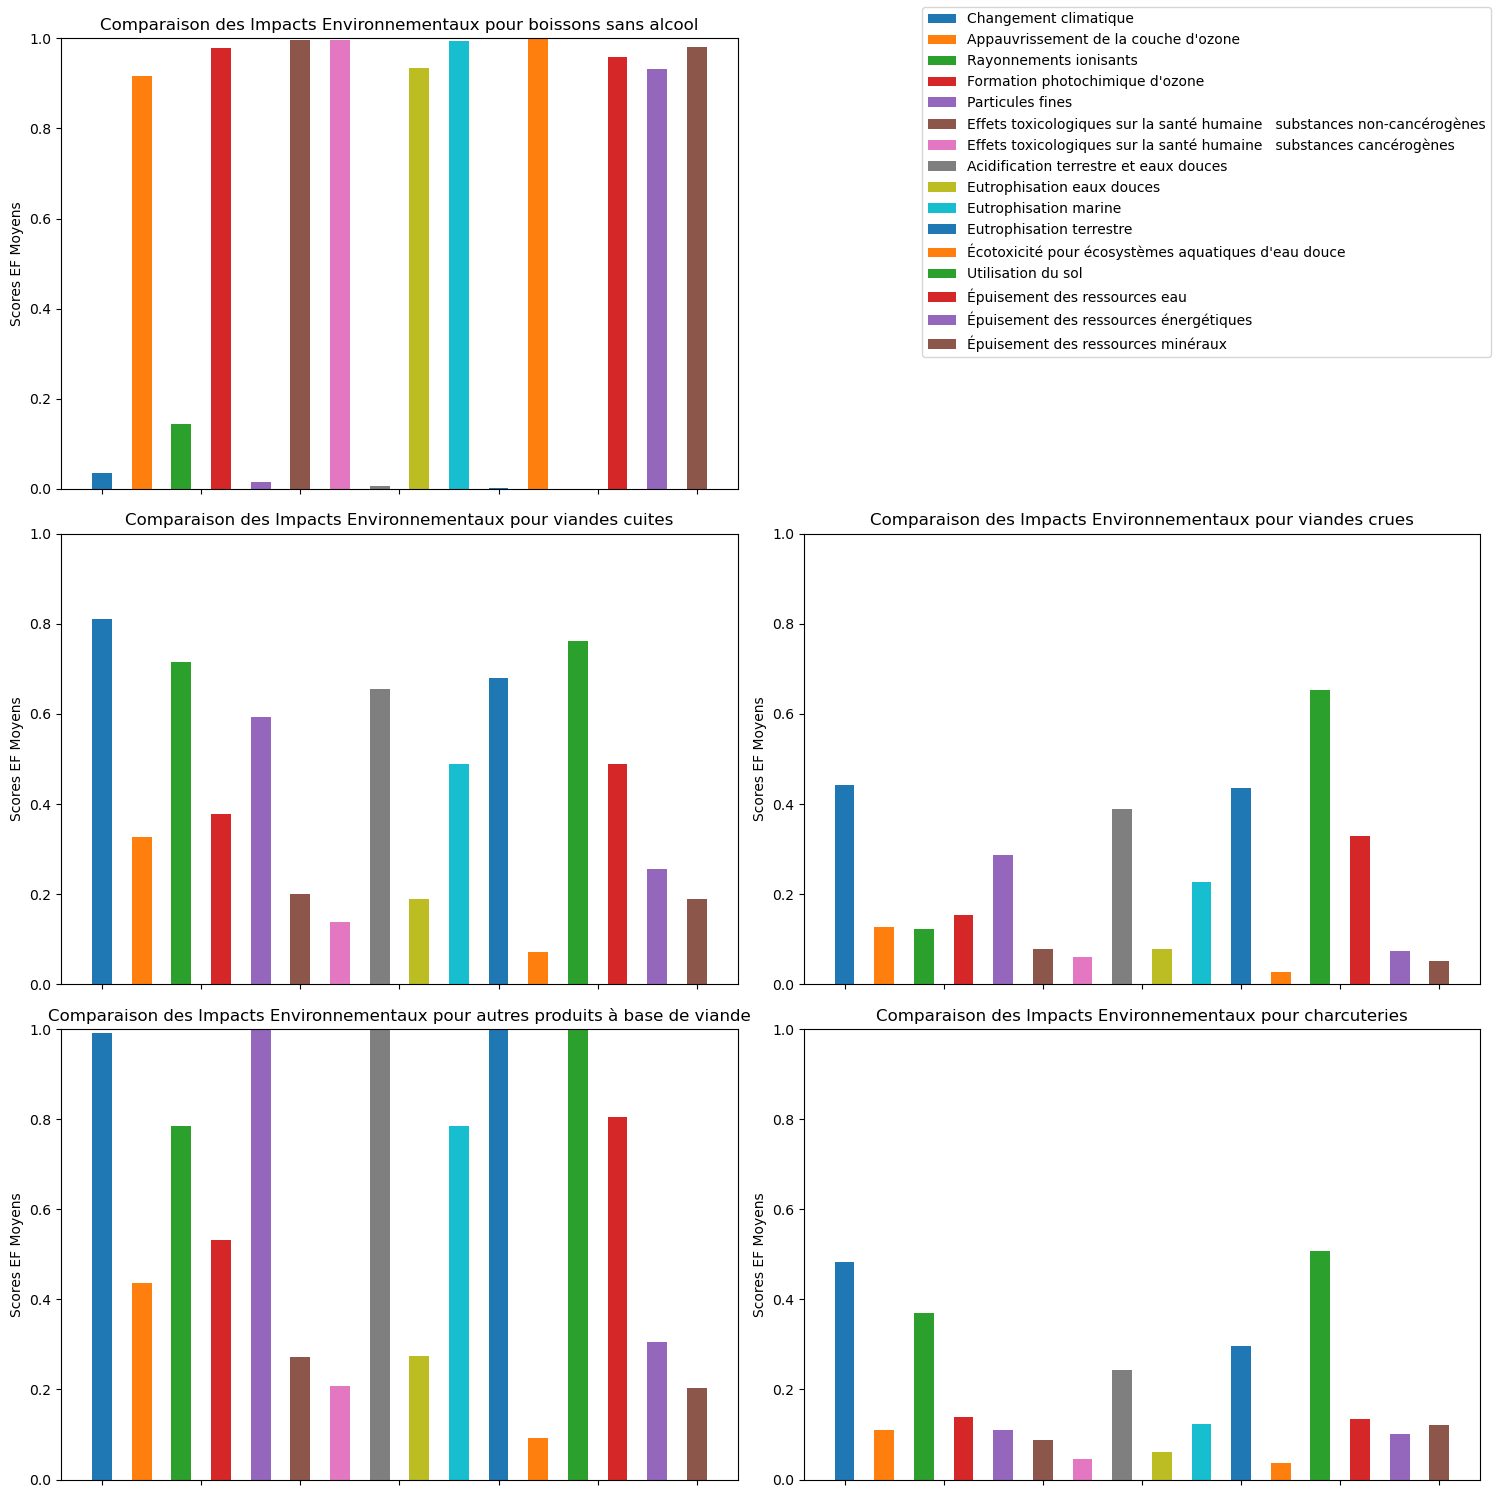 Comparaison des Impacts Environnementaux pour boissons sans alcool
1.0
0.8
0.6
0.4
0.2
0.0
Scores EF Moyens
Changement climatique
Appauvrissement de la couche d'ozone
Rayonnements ionisants
Formation photochimique d'ozone
Particules fines
Effets toxicologiques sur la santé humaine   substances non-cancérogènes
Effets toxicologiques sur la santé humaine   substances cancérogènes
Acidification terrestre et eaux douces
Eutrophisation eaux douces
Eutrophisation marine
Eutrophisation terrestre
Écotoxicité pour écosystèmes aquatiques d'eau douce
Utilisation du sol
Épuisement des ressources eau
Épuisement des ressources énergétiques
Épuisement des ressources minéraux
Comparaison des Impacts Environnementaux pour viandes cuites
1.0
0.8
0.6
0.4
0.2
0.0
Scores EF Moyens
Comparaison des Impacts Environnementaux pour viandes crues
1.0
0.8
0.6
0.4
0.2
0.0
Scores EF Moyens
Comparaison des Impacts Environnementaux pour autres produits à base de viande
1.0
0.8
0.6
0.4
0.2
0.0
Scores EF Moyens
Comparaison des Impacts Environnementaux pour charcuteries
1.0
0.8
0.6
0.4
0.2
0.0
Scores EF Moyens